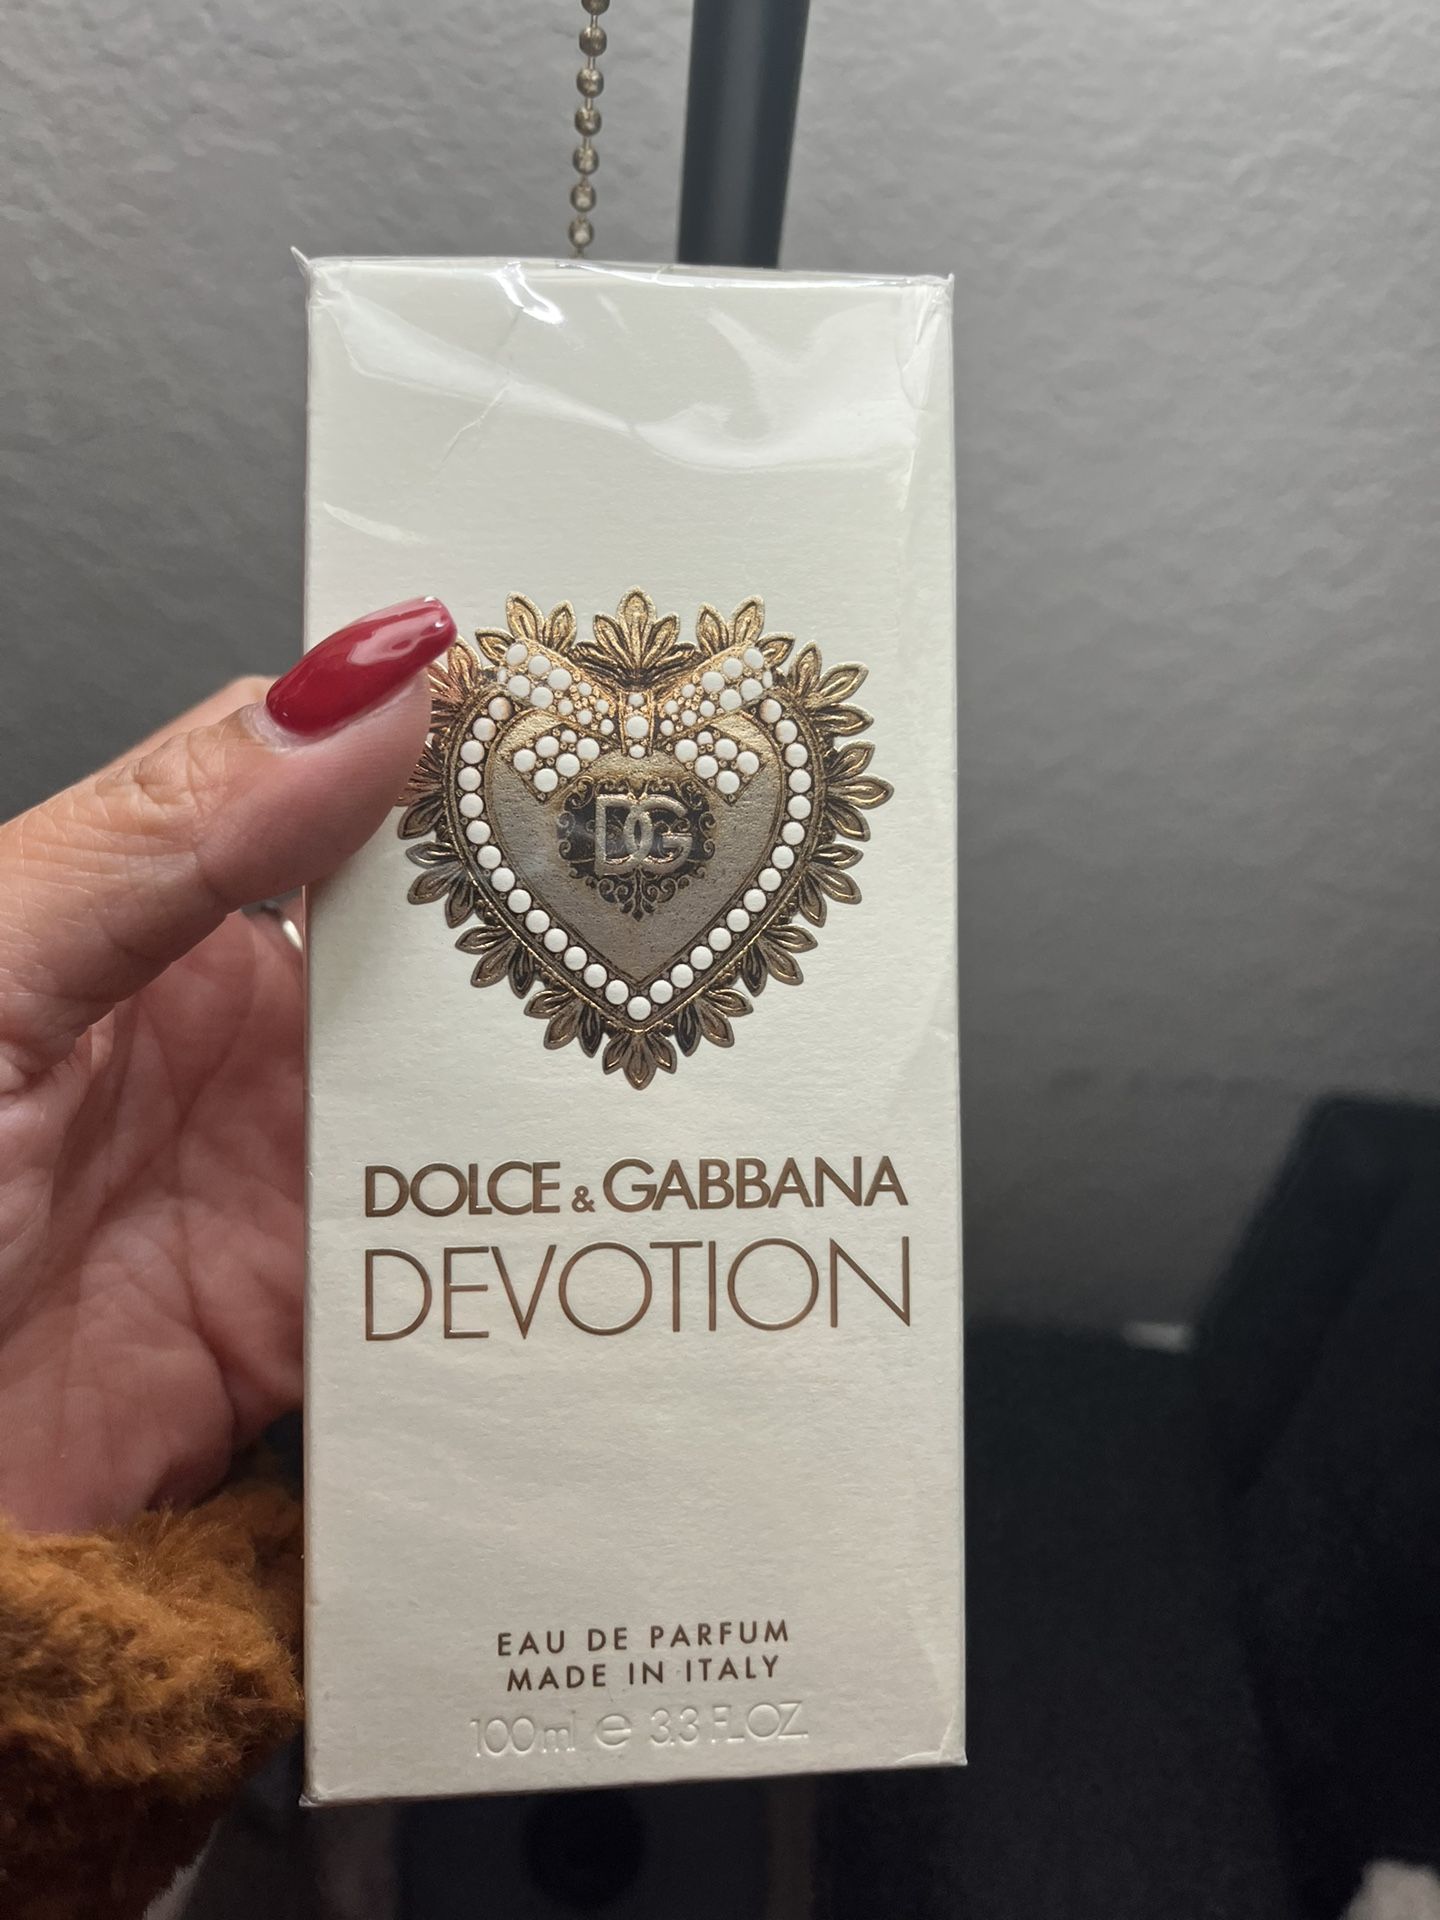 DG
DOLCE & GABBANA
DEVOTION
EAU DE PARFUM
MADE IN ITALY
100ml e 3.3 FL.OZ.